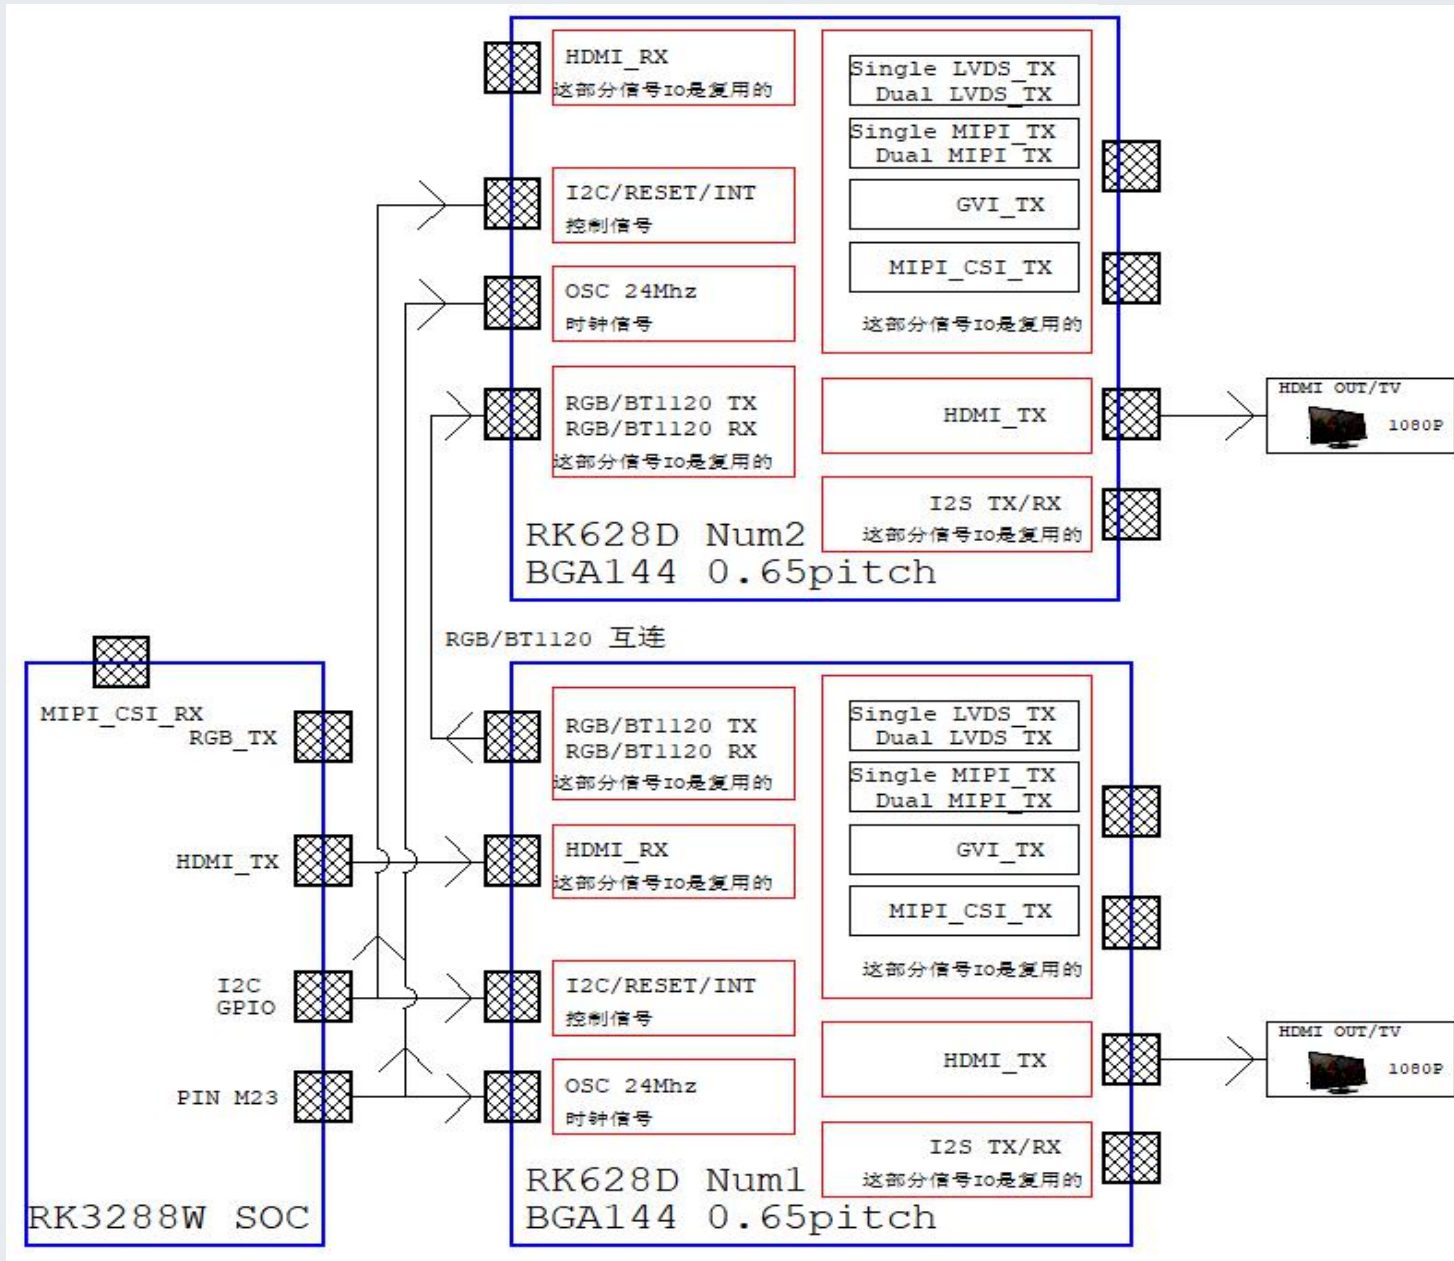 HDMI_RX
这部分信号IO是复用的
I2C/RESET/INT
控制信号
OSC 24Mhz
时钟信号
RGB/BT1120 TX
RGB/BT1120 RX
这部分信号IO是复用的
Single LVDS_TX
Dual LVDS_TX
Single MIPI_TX
Dual MIPI_TX
GVI_TX
MIPI_CSI_TX
这部分信号IO是复用的
HDMI_TX
I2S TX/RX
这部分信号IO是复用的
RK628D Num2
BGA144 0.65pitch
HDMI OUT/TV
1080P
RGB/BT1120 互连
MIPI_CSI_RX
RGB_TX
HDMI_TX
I2C
GPIO
PIN M23
RK3288W SOC
RGB/BT1120 TX
RGB/BT1120 RX
这部分信号IO是复用的
HDMI_RX
这部分信号IO是复用的
I2C/RESET/INT
控制信号
OSC 24Mhz
时钟信号
Single LVDS_TX
Dual LVDS_TX
Single MIPI_TX
Dual MIPI_TX
GVI_TX
MIPI_CSI_TX
这部分信号IO是复用的
HDMI_TX
I2S TX/RX
这部分信号IO是复用的
RK628D Num1
BGA144 0.65pitch
HDMI OUT/TV
1080P